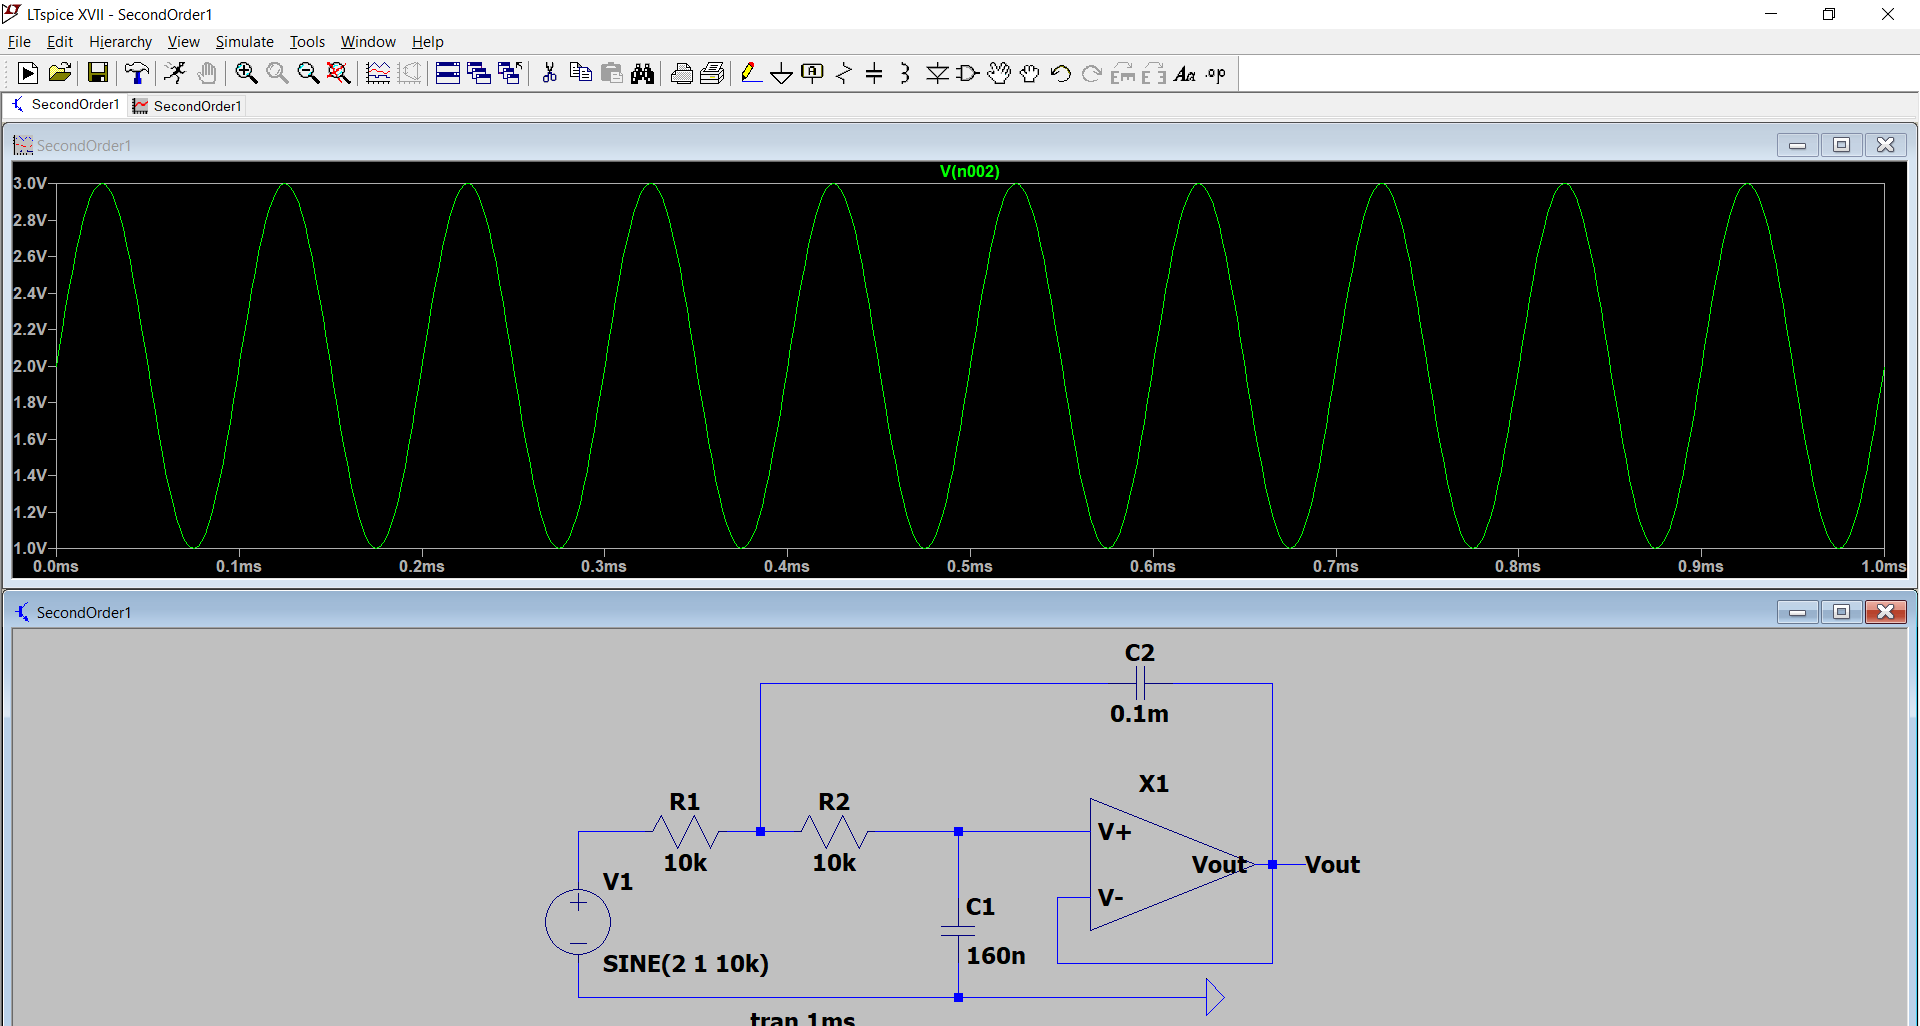 LTspice XVII - SecondOrder1
File Edit Hierarchy View Simulate Tools Window Help
Aa .op
SecondOrder1 SecondOrder1
SecondOrder1
V(n002)
3.0V
2.8V
2.6V
2.4V
2.2V
2.0V
1.8V
1.6V
1.4V
1.2V
1.0V
0.0ms 0.1ms 0.2ms 0.3ms 0.4ms 0.5ms 0.6ms 0.7ms 0.8ms 0.9ms 1.0ms
SecondOrder1
C2
0.1m
X1
R1 R2
V+
10k 10k
Vout Vout
V1
V-
C1
160n
SINE(2 1 10k)
tran 1ms